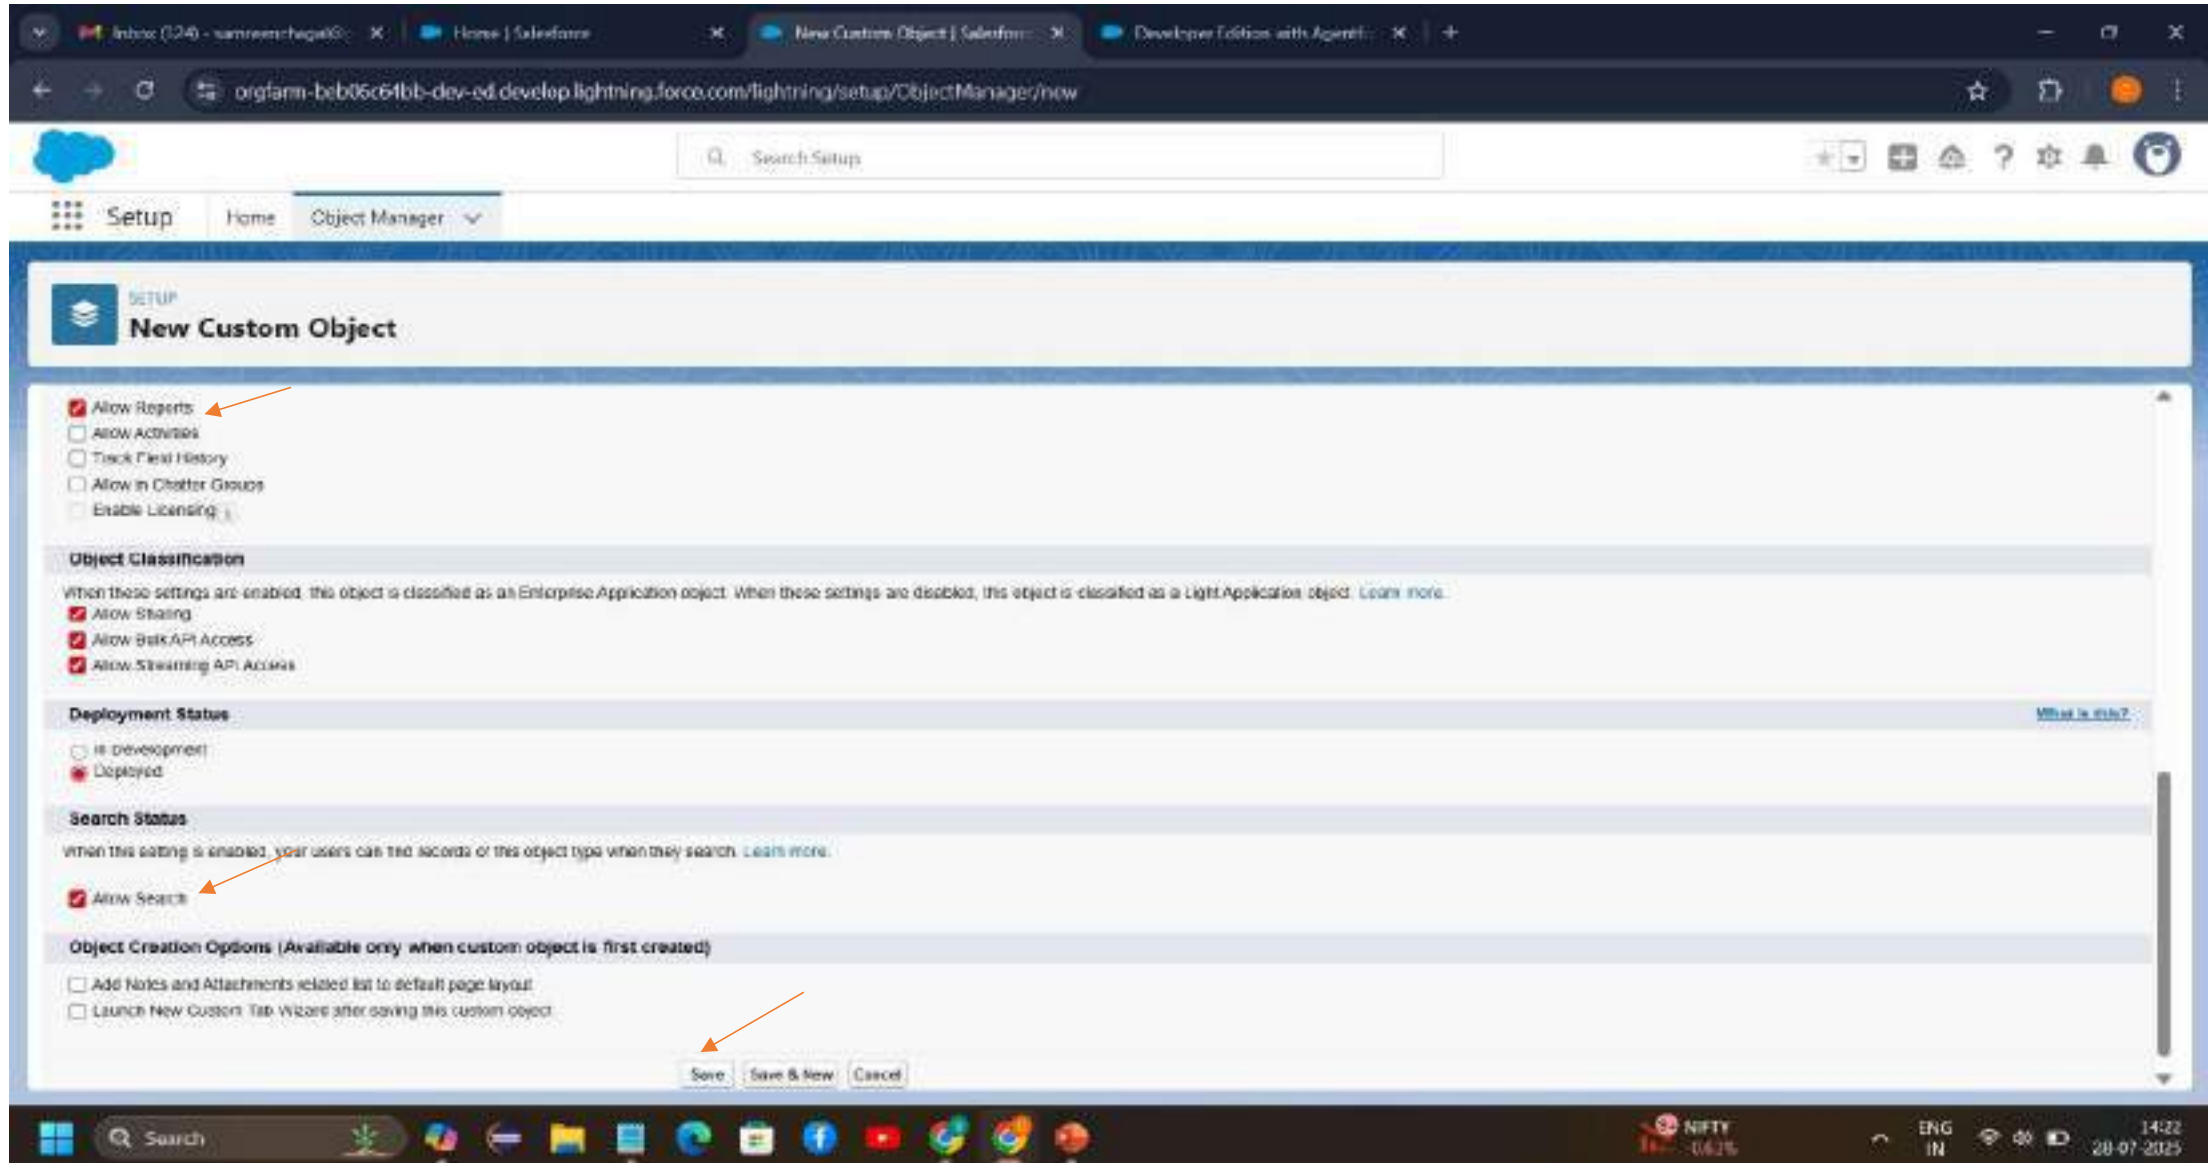 Home | Salesforce
New Custom Object | Salesfor
Developer Edition with Agentf
orgfarm-beb06c64bb-dev-ed.develop.lightning.force.com/lightning/setup/ObjectManager/new
Search Setup
Setup
Home
Object Manager
SETUP
New Custom Object
Allow Reports
Allow Activities
Track Field History
Allow in Chatter Groups
Enable Licensing
Object Classification
When these settings are enabled, this object is classified as an Enterprise Application object. When these settings are disabled, this object is classified as a Light Application object. Learn more.
Allow Sharing
Allow Bulk API Access
Allow Streaming API Access
Deployment Status
What is this?
In Development
Deployed
Search Status
When this setting is enabled, your users can find records of this object type when they search. Learn more.
Allow Search
Object Creation Options (Available only when custom object is first created)
Add Notes and Attachments related list to default page layout
Launch New Custom Tab Wizard after saving this custom object
Save
Save & New
Cancel
Search
NIFTY
ENG
IN
14:22
28-07-2025